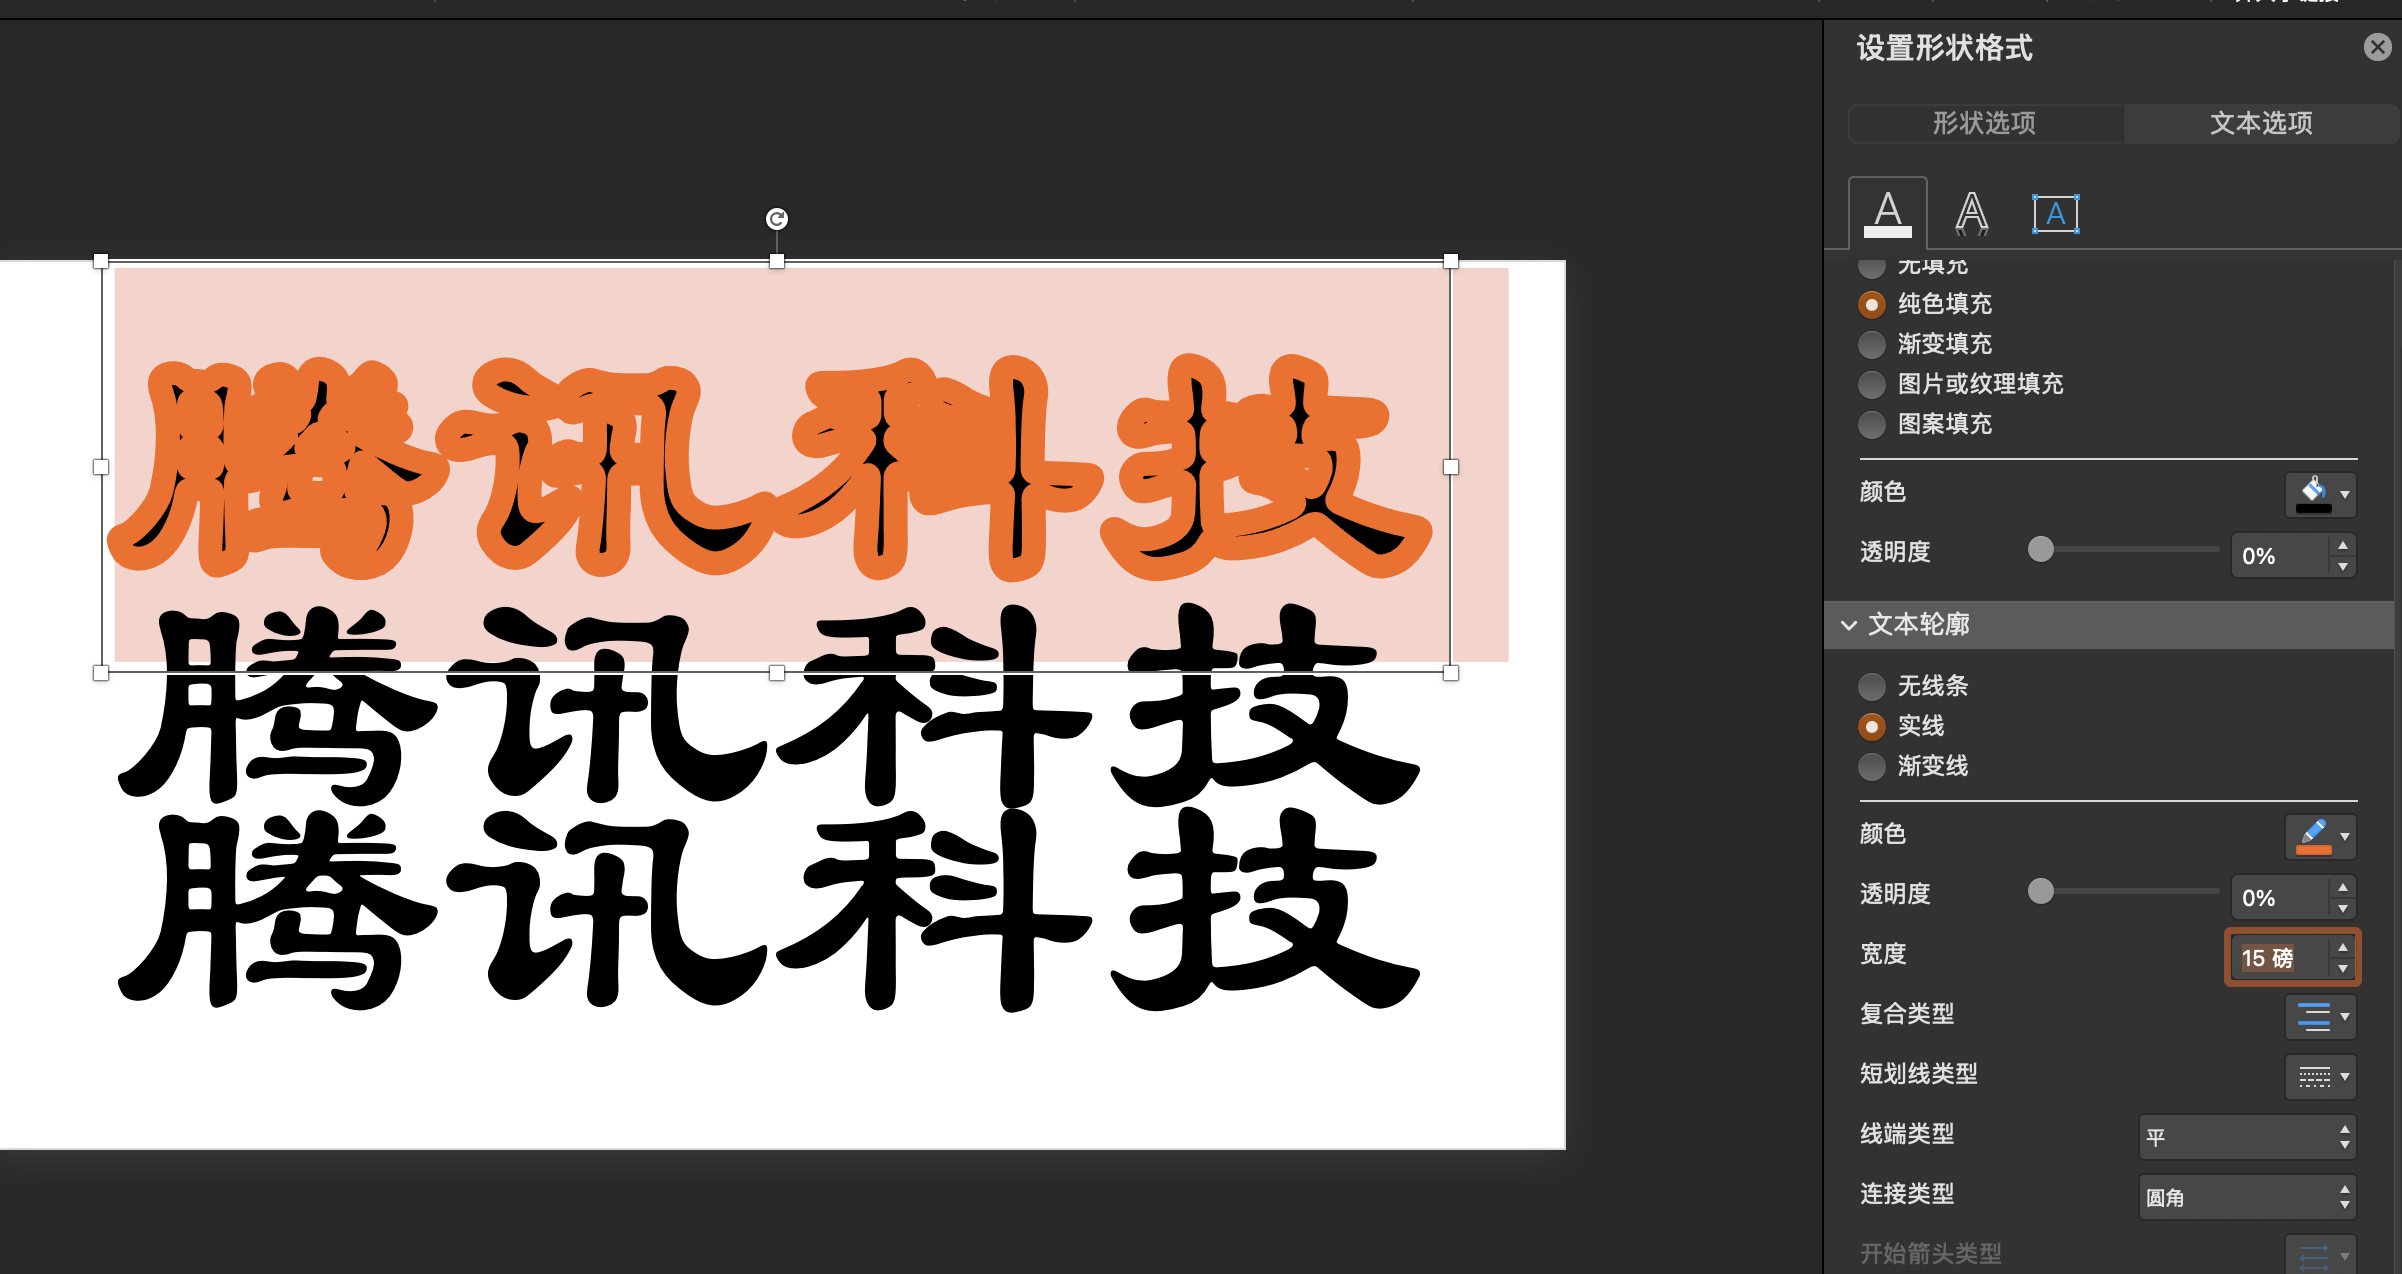 设置形状格式
形状选项
文本选项
A
A
A
无填充
纯色填充
渐变填充
图片或纹理填充
图案填充
颜色
透明度
0%
文本轮廓
无线条
实线
渐变线
颜色
透明度
0%
宽度
15 磅
复合类型
短划线类型
线端类型
平
连接类型
圆角
开始箭头类型
腾讯科技
腾讯科技
腾讯科技